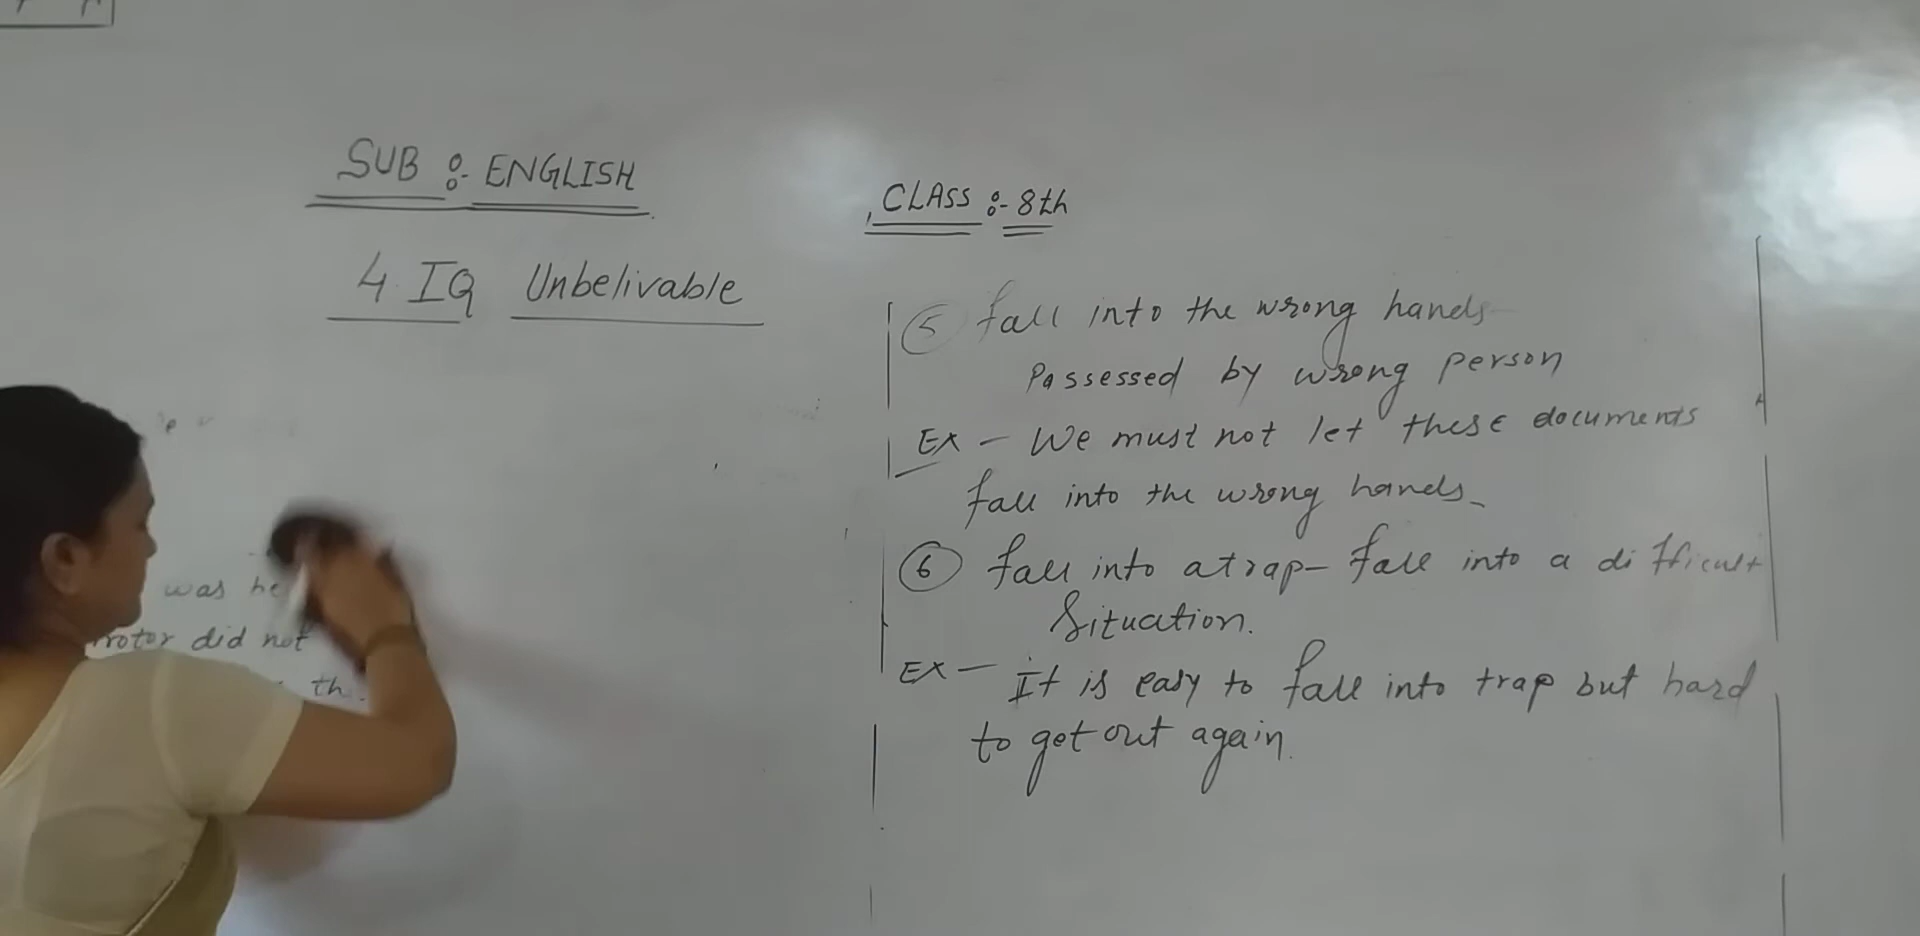 SUB :- ENGLISH
CLASS :- 8th
4. IQ Unbelivable
was he
did not
th
5 fall into the wrong hands
Possessed by wrong person
EX - We must not let these documents
fall into the wrong hands
6 fall into a trap - fall into a difficult
Situation.
EX - It is easy to fall into trap but hard
to get out again.